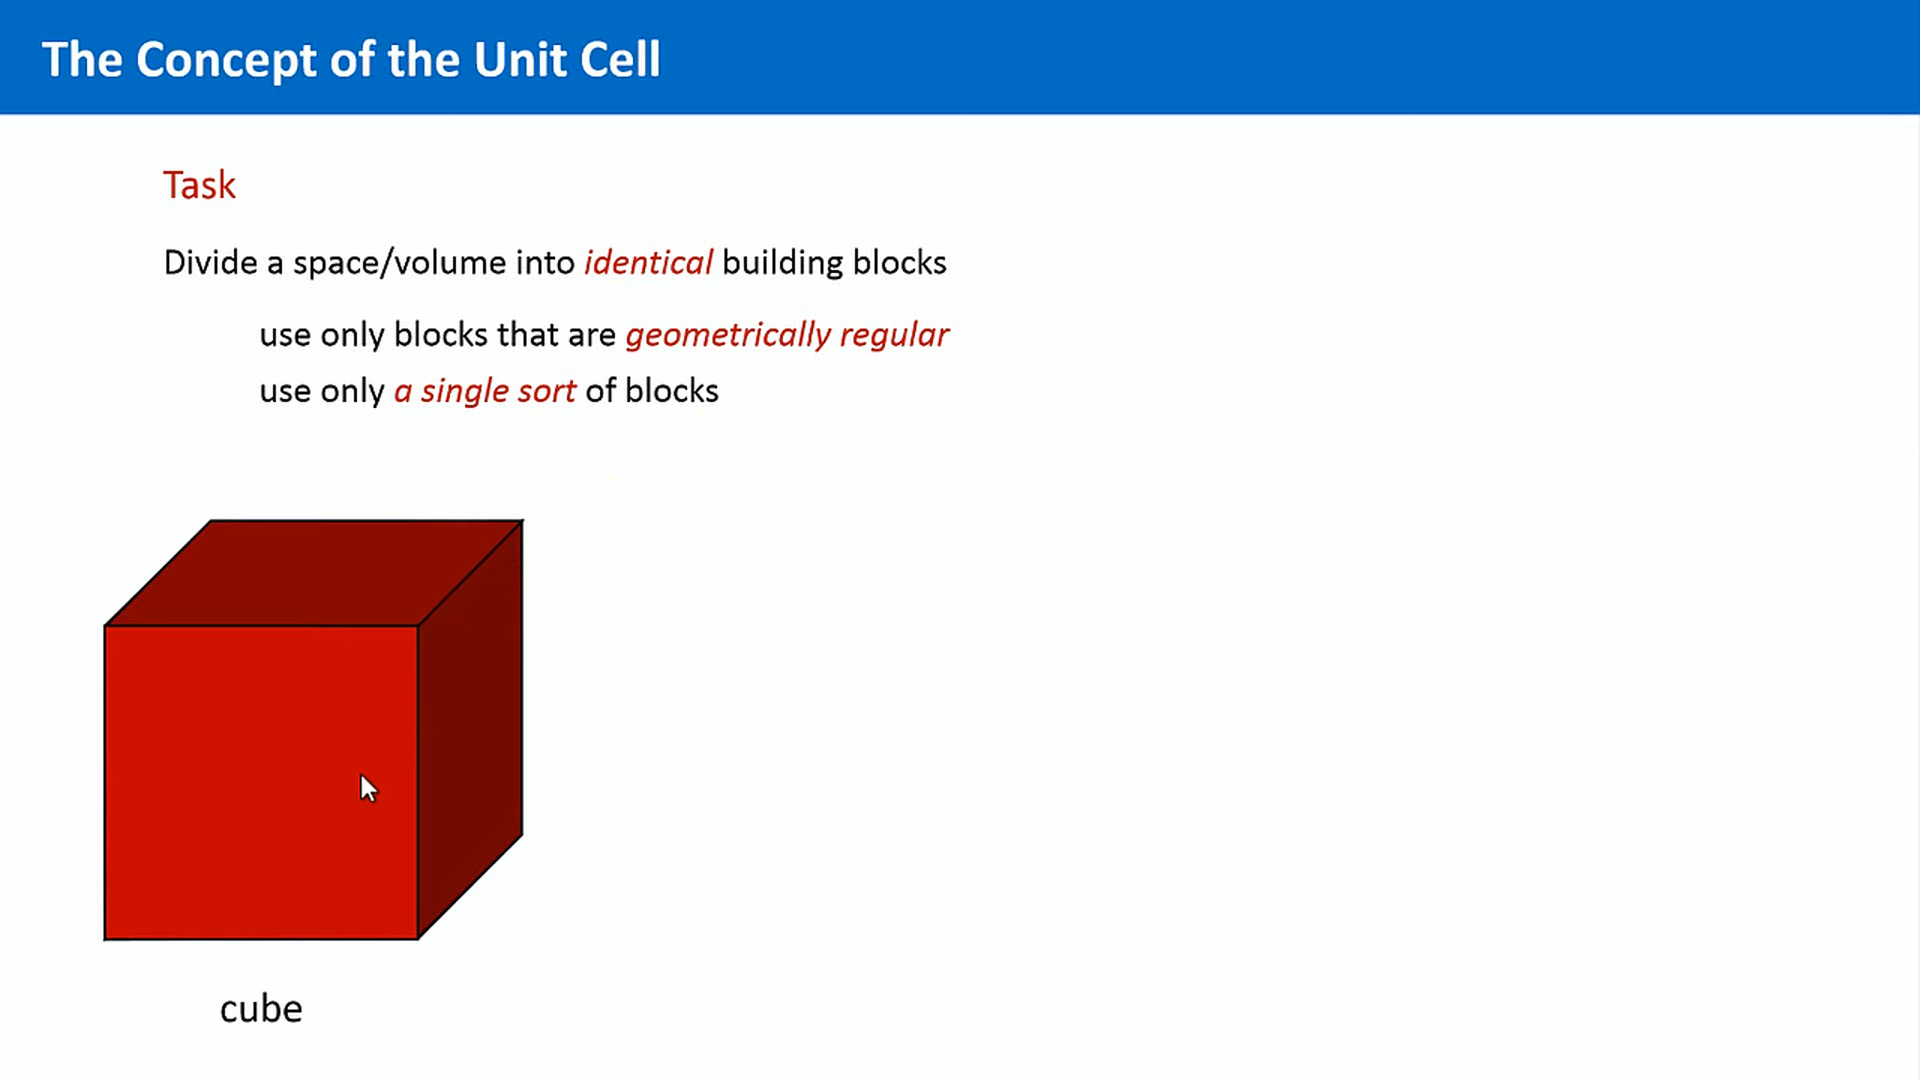 The Concept of the Unit Cell
Task
Divide a space/volume into identical building blocks
use only blocks that are geometrically regular
use only a single sort of blocks
cube